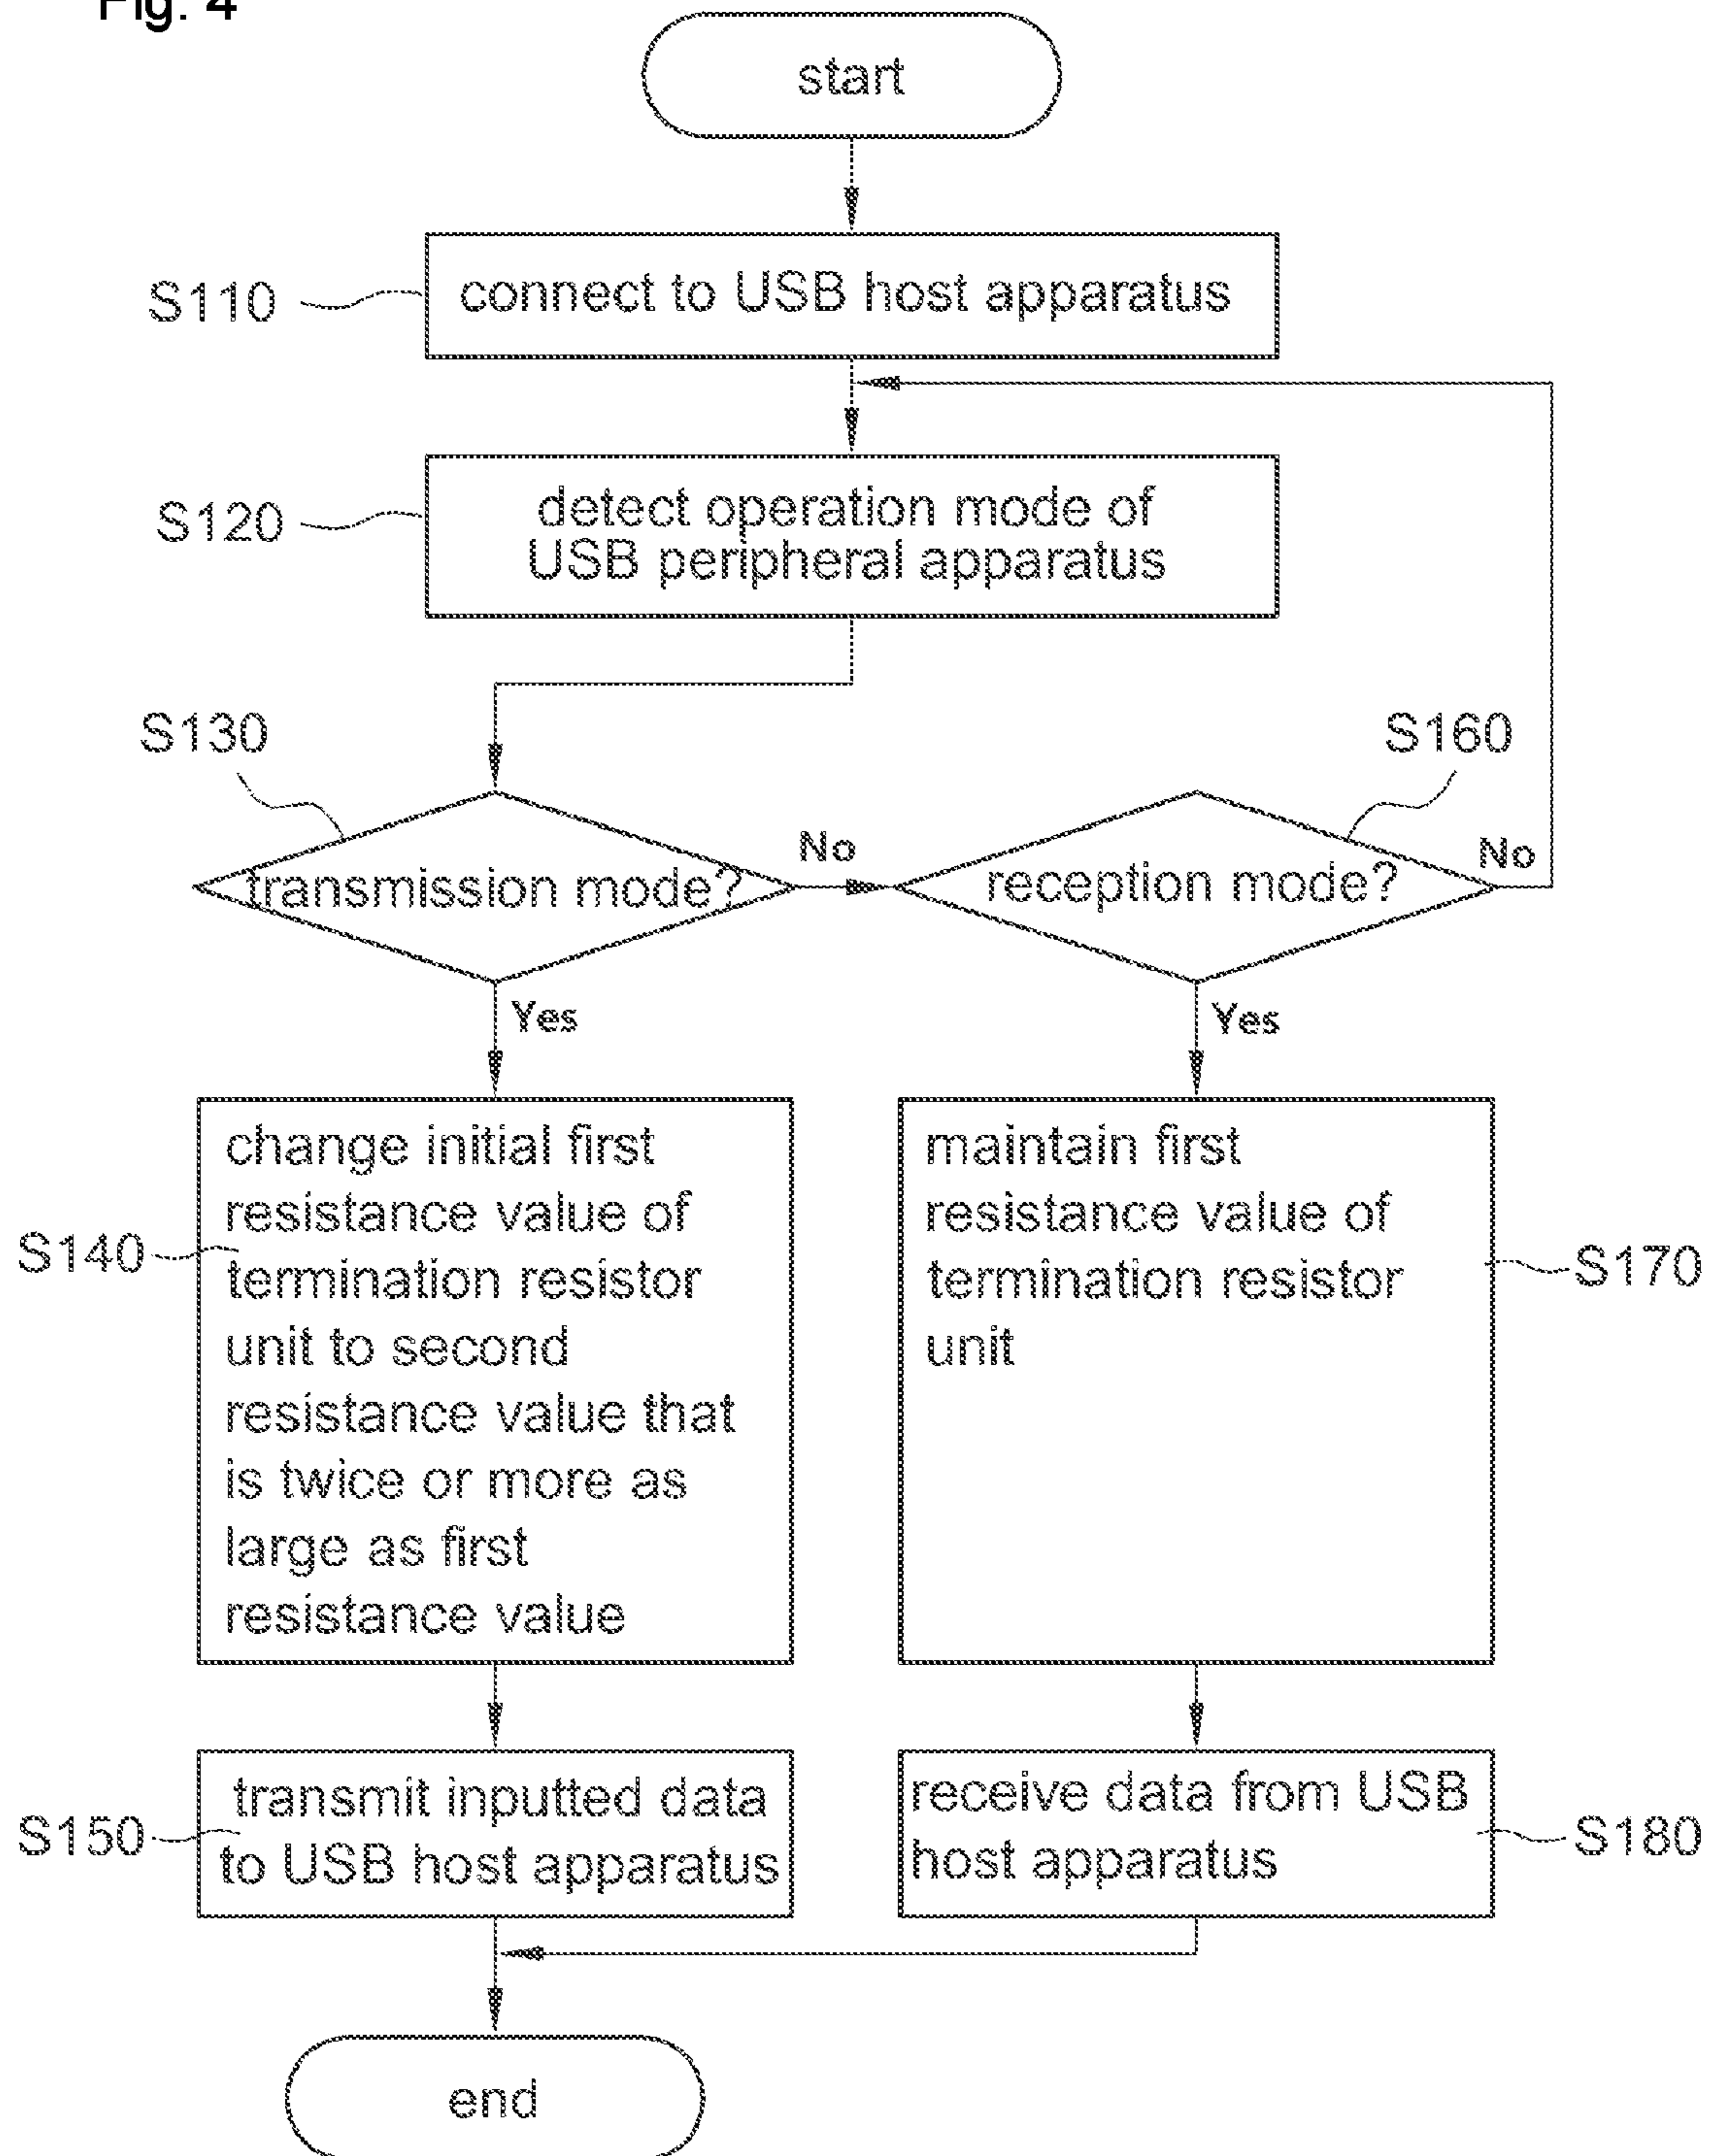 Fig. 4
start
S110
connect to USB host apparatus
S120
detect operation mode of
USB peripheral apparatus
S130
S160
transmission mode?
No
reception mode?
No
Yes
Yes
S140
change initial first
resistance value of
termination resistor
unit to second
resistance value that
is twice or more as
large as first
resistance value
maintain first
resistance value of
termination resistor
unit
S170
S150
transmit inputted data
to USB host apparatus
receive data from USB
host apparatus
S180
end